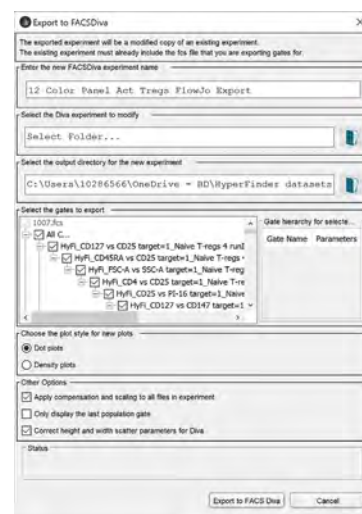 Export to FACSDiva
The exported experiment will be a modified copy of an existing experiment.
The existing experiment must already include the fcs file that you are exporting gates for.
Enter the new FACSDiva experiment name
12 Color Panel Act Tregs FlowJo Export
Select the Diva experiment to modify
Select Folder...
Select the output directory for the new experiment
C:\Users\10286566\OneDrive - BD\HyperFinder datasets
Select the gates to export
1007.fcs
All C...
HyFi_CD127 vs CD25 target=1_Naive T-regs 4 run
HyFi_CD45RA vs CD25 target=1_Naive T-regs
HyFi_FSC-A vs SSC-A target=1_Naive T-reg
HyFi_CD4 vs CD25 target=1_Naive T-re
HyFi_CD25 vs PI-16 target=1_Naive
HyFi_CD127 vs CD147 target=1
Gate hierarchy for selecte...
Gate Name Parameters
Choose the plot style for new plots
Dot plots
Density plots
Other Options
Apply compensation and scaling to all files in experiment
Only display the last population gate
Correct height and width scatter parameters for Diva
Status
Export to FACS Diva
Cancel